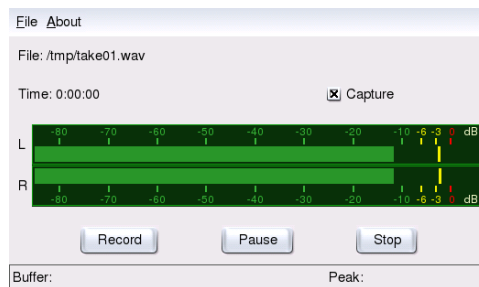 File About
File: /tmp/take01.wav
Time: 0:00:00 Capture
-80 -70 -60 -50 -40 -30 -20 -10 -6 -3 0 dB
L
R
-80 -70 -60 -50 -40 -30 -20 -10 -6 -3 0 dB
Record Pause Stop
Buffer: Peak: